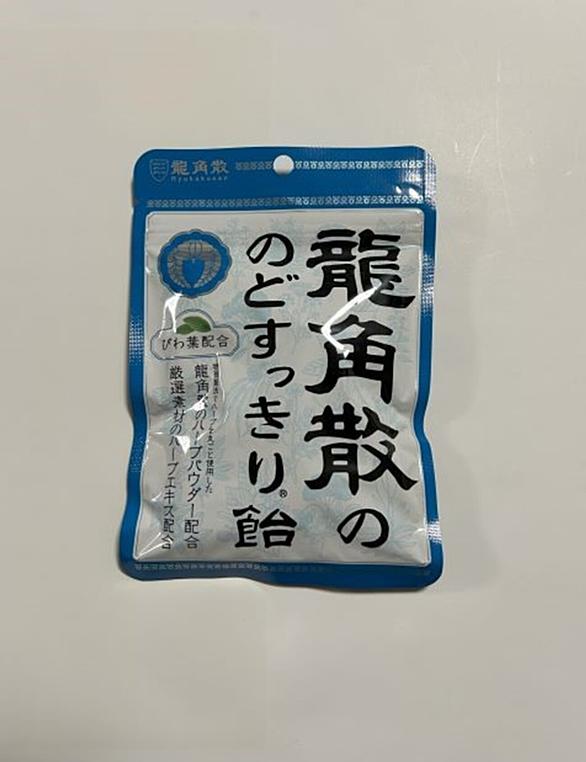 龍角散
Ryukakusan
龍角散の
のどすっきり®飴
びわ葉配合
龍角散のハーブパウダー配合
厳選素材のハーブエキス配合